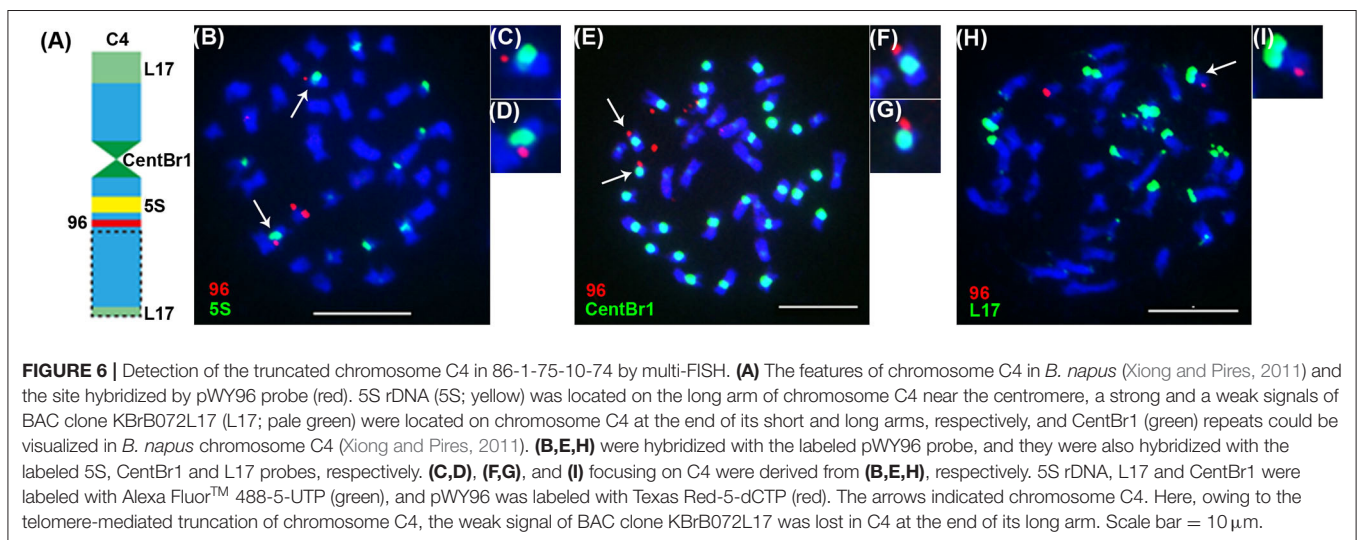 (A)
C4
L17
CentBr1
5S
96
L17
(B)
96
5S
(C)
(D)
(E)
96
CentBr1
(F)
(G)
(H)
96
L17
(I)
FIGURE 6 | Detection of the truncated chromosome C4 in 86-1-75-10-74 by multi-FISH. (A) The features of chromosome C4 in B. napus (Xiong and Pires, 2011) and
the site hybridized by pWY96 probe (red). 5S rDNA (5S; yellow) was located on the long arm of chromosome C4 near the centromere, a strong and a weak signals of
BAC clone KBrB072L17 (L17; pale green) were located on chromosome C4 at the end of its short and long arms, respectively, and CentBr1 (green) repeats could be
visualized in B. napus chromosome C4 (Xiong and Pires, 2011). (B,E,H) were hybridized with the labeled pWY96 probe, and they were also hybridized with the
labeled 5S, CentBr1 and L17 probes, respectively. (C,D), (F,G), and (I) focusing on C4 were derived from (B,E,H), respectively. 5S rDNA, L17 and CentBr1 were
labeled with Alexa Fluor™ 488-5-UTP (green), and pWY96 was labeled with Texas Red-5-dCTP (red). The arrows indicated chromosome C4. Here, owing to the
telomere-mediated truncation of chromosome C4, the weak signal of BAC clone KBrB072L17 was lost in C4 at the end of its long arm. Scale bar = 10 μm.